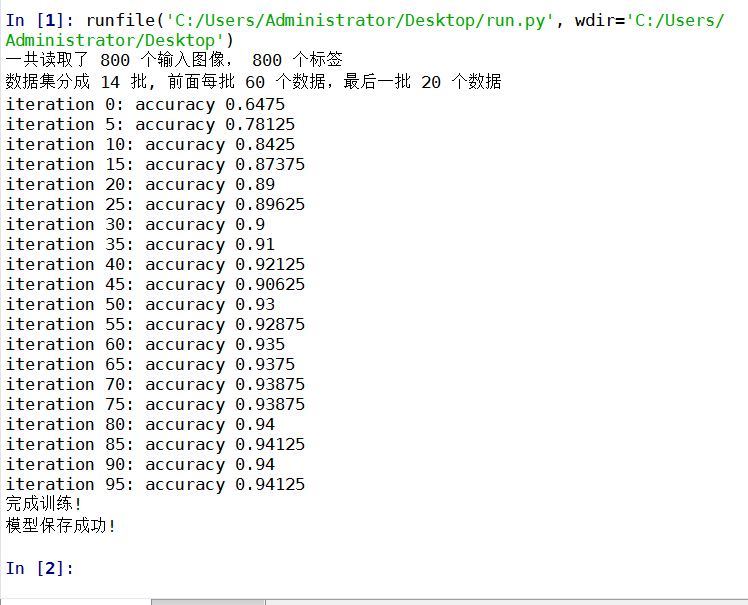 In [1]: runfile('C:/Users/Administrator/Desktop/run.py', wdir='C:/Users/
Administrator/Desktop')
一共读取了 800 个输入图像， 800 个标签
数据集分成 14 批, 前面每批 60 个数据，最后一批 20 个数据
iteration 0: accuracy 0.6475
iteration 5: accuracy 0.78125
iteration 10: accuracy 0.8425
iteration 15: accuracy 0.87375
iteration 20: accuracy 0.89
iteration 25: accuracy 0.89625
iteration 30: accuracy 0.9
iteration 35: accuracy 0.91
iteration 40: accuracy 0.92125
iteration 45: accuracy 0.90625
iteration 50: accuracy 0.93
iteration 55: accuracy 0.92875
iteration 60: accuracy 0.935
iteration 65: accuracy 0.9375
iteration 70: accuracy 0.93875
iteration 75: accuracy 0.93875
iteration 80: accuracy 0.94
iteration 85: accuracy 0.94125
iteration 90: accuracy 0.94
iteration 95: accuracy 0.94125
完成训练!
模型保存成功!
In [2]: